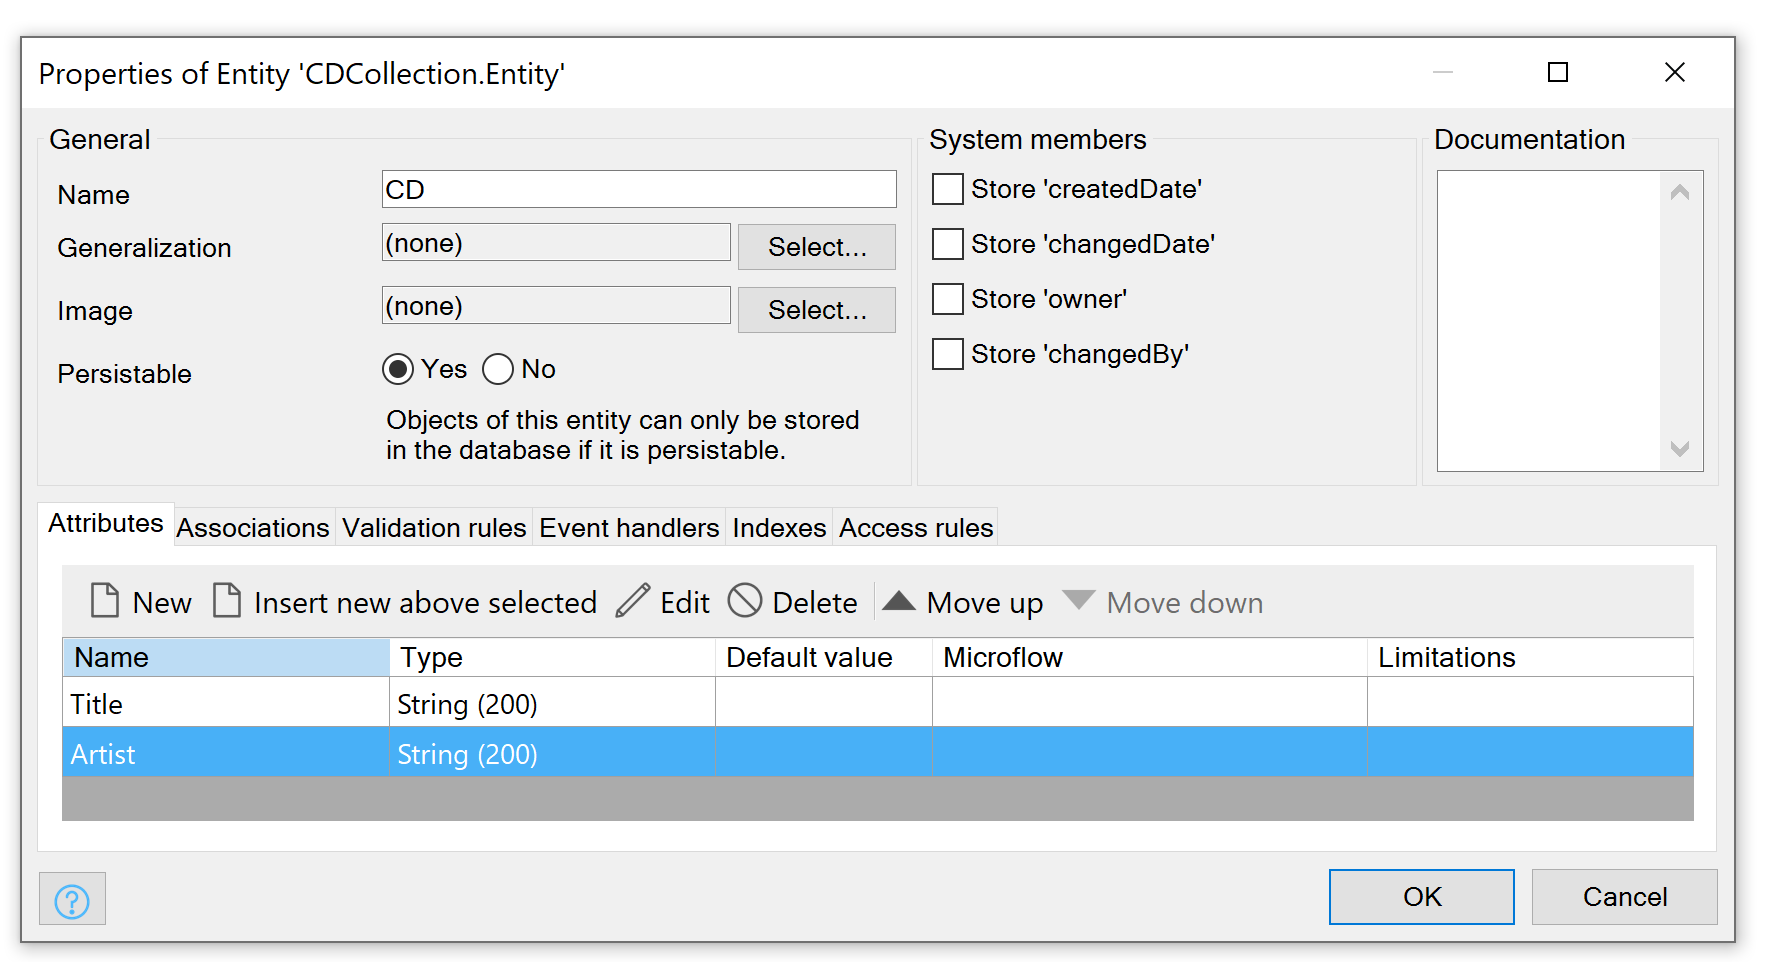 Properties of Entity 'CDCollection.Entity'
General
Name
CD
Generalization
(none)
Select...
Image
(none)
Select...
Persistable
Yes
No
Objects of this entity can only be stored
in the database if it is persistable.
System members
Store 'createdDate'
Store 'changedDate'
Store 'owner'
Store 'changedBy'
Documentation
Attributes Associations Validation rules Event handlers Indexes Access rules
New Insert new above selected Edit Delete Move up Move down
Name Type Default value Microflow Limitations
Title String (200)
Artist String (200)
?
OK
Cancel